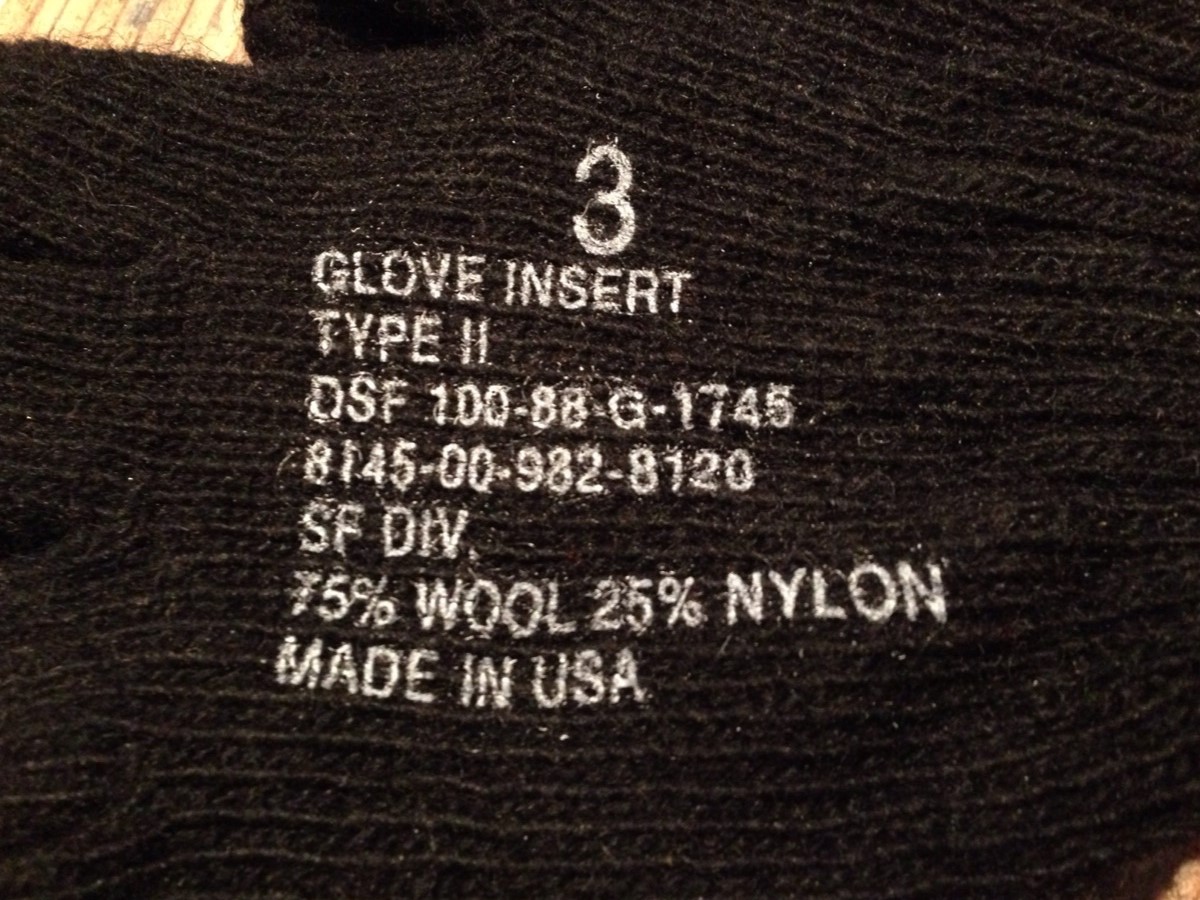 3
GLOVE INSERT
TYPE II
DSF 100-88-G-1745
8145-00-982-8120
SF DIV.
75% WOOL 25% NYLON
MADE IN USA